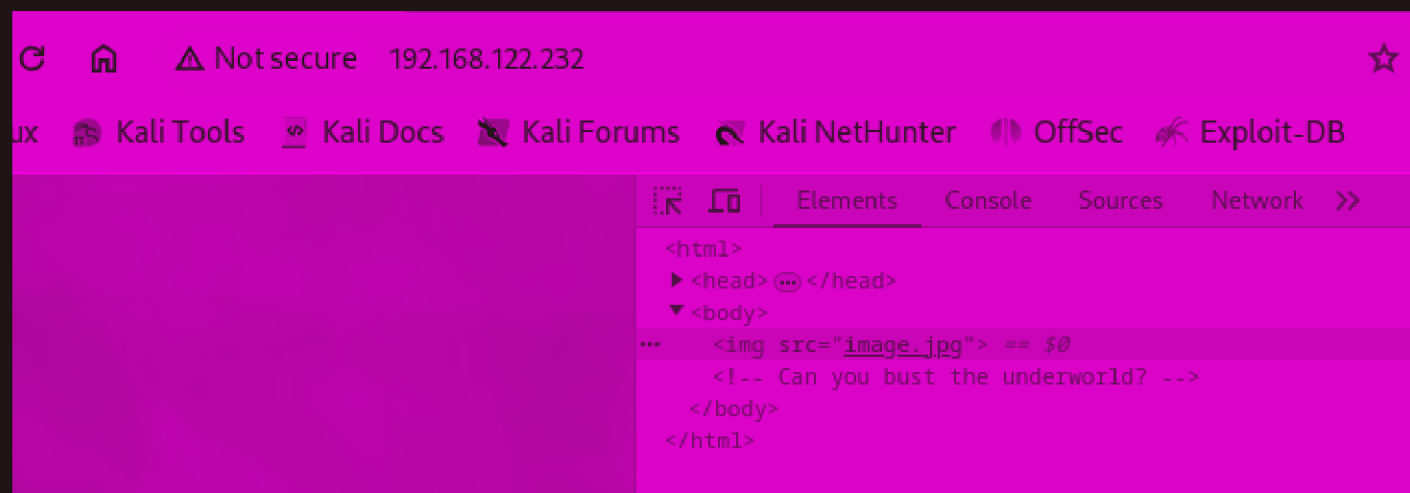 Not secure 192.168.122.232
ux Kali Tools Kali Docs Kali Forums Kali NetHunter OffSec Exploit-DB
Elements Console Sources Network
<html>
<head> ••• </head>
<body>
••• <img src="image.jpg"> == $0
<!-- Can you bust the underworld? -->
</body>
</html>